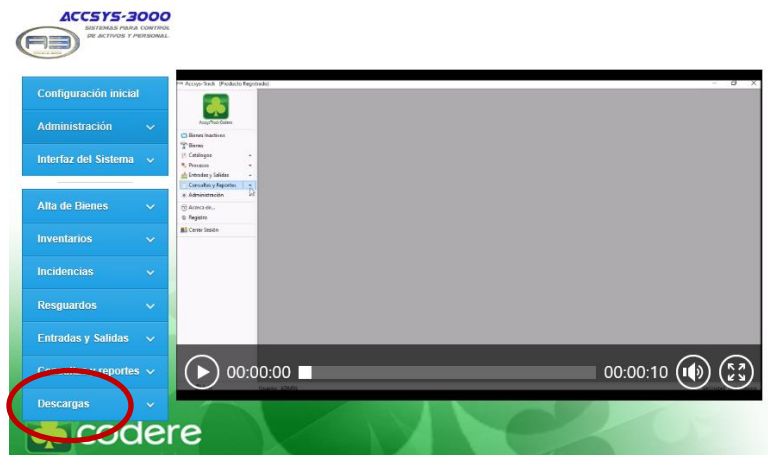 ACCSYS-3000
SISTEMAS PARA CONTROL
DE ACTIVOS Y PERSONAL.
Configuración inicial
Administración
Interfaz del Sistema
Alta de Bienes
Inventarios
Incidencias
Resguardos
Entradas y Salidas
Consultas y reportes
Descargas
Accsys-Track (Producto Registrado)
Bienes Inactivos
Bienes
Catálogos
Procesos
Entradas y Salidas
Consultas y Reportes
Administración
Acerca de...
Registro
Cerrar Sesión
00:00:00
00:00:10
codere